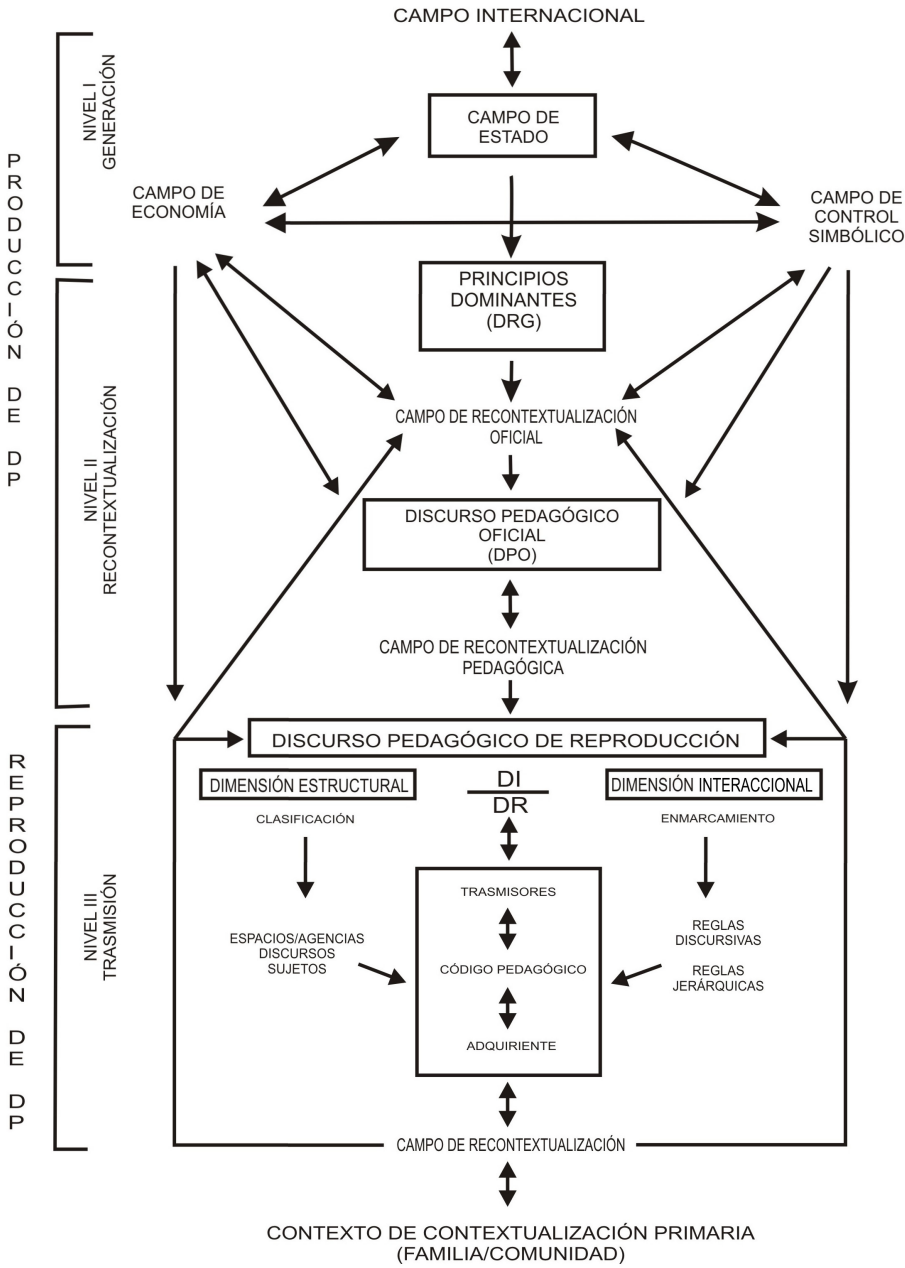 CAMPO INTERNACIONAL
NIVEL I
GENERACIÓN
CAMPO DE
ESTADO
CAMPO DE
ECONOMÍA
CAMPO DE
CONTROL
SIMBÓLICO
PRODUCCIÓN DE DP
PRINCIPIOS
DOMINANTES
(DRG)
NIVEL II
RECONTEXTUALIZACIÓN
CAMPO DE RECONTEXTUALIZACIÓN
OFICIAL
DISCURSO PEDAGÓGICO
OFICIAL
(DPO)
CAMPO DE RECONTEXTUALIZACIÓN
PEDAGÓGICA
DISCURSO PEDAGÓGICO DE REPRODUCCIÓN
REPRODUCCIÓN DE DP
NIVEL III
TRASMISIÓN
DIMENSIÓN ESTRUCTURAL
CLASIFICACIÓN
DI
DR
DIMENSIÓN INTERACCIONAL
ENMARCAMIENTO
TRASMISORES
ESPACIOS/AGENCIAS
DISCURSOS
SUJETOS
CÓDIGO PEDAGÓGICO
REGLAS
DISCURSIVAS
REGLAS
JERÁRQUICAS
ADQUIRIENTE
CAMPO DE RECONTEXTUALIZACIÓN
CONTEXTO DE CONTEXTUALIZACIÓN PRIMARIA
(FAMILIA/COMUNIDAD)